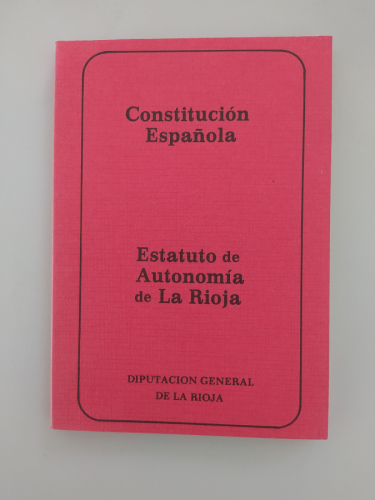 Constitución
Española
Estatuto de
Autonomía
de La Rioja
DIPUTACION GENERAL
DE LA RIOJA